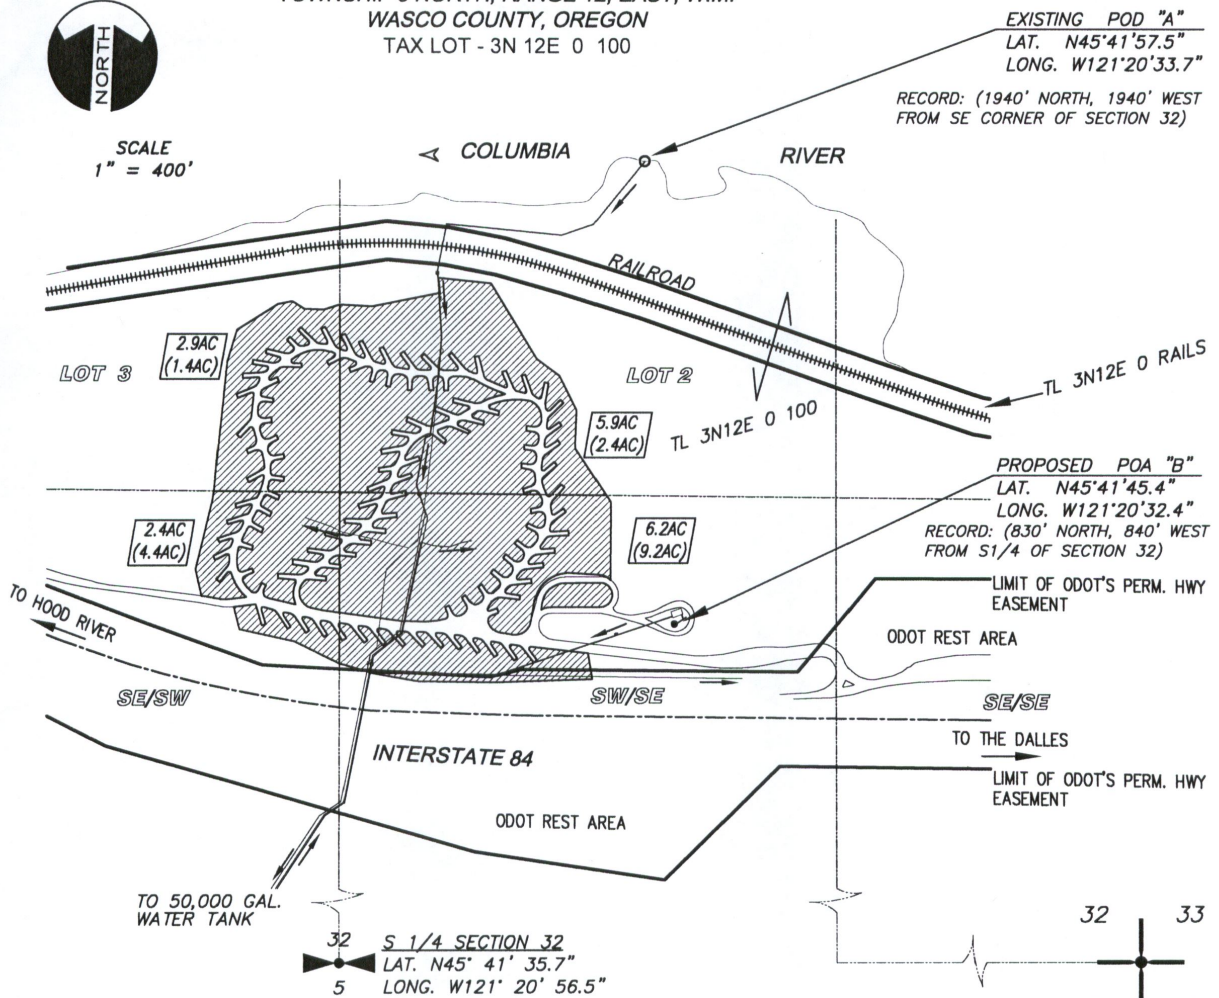 WASCO COUNTY, OREGON
TAX LOT - 3N 12E 0 100
NORTH
SCALE
1" = 400'
EXISTING POD "A"
LAT. N45°41'57.5"
LONG. W121°20'33.7"
RECORD: (1940' NORTH, 1940' WEST
FROM SE CORNER OF SECTION 32)
COLUMBIA RIVER
RAILROAD
2.9AC
(1.4AC)
LOT 3
LOT 2
5.9AC
(2.4AC)
TL 3N12E 0 100
TL 3N12E 0 RAILS
PROPOSED POA "B"
LAT. N45°41'45.4"
LONG. W121°20'32.4"
RECORD: (830' NORTH, 840' WEST
FROM S1/4 OF SECTION 32)
2.4AC
(4.4AC)
6.2AC
(9.2AC)
LIMIT OF ODOT'S PERM. HWY
EASEMENT
TO HOOD RIVER
ODOT REST AREA
SE/SW
SW/SE
SE/SE
INTERSTATE 84
TO THE DALLES
LIMIT OF ODOT'S PERM. HWY
EASEMENT
ODOT REST AREA
TO 50,000 GAL.
WATER TANK
32
S 1/4 SECTION 32
LAT. N45° 41' 35.7"
5
LONG. W121° 20' 56.5"
32 33